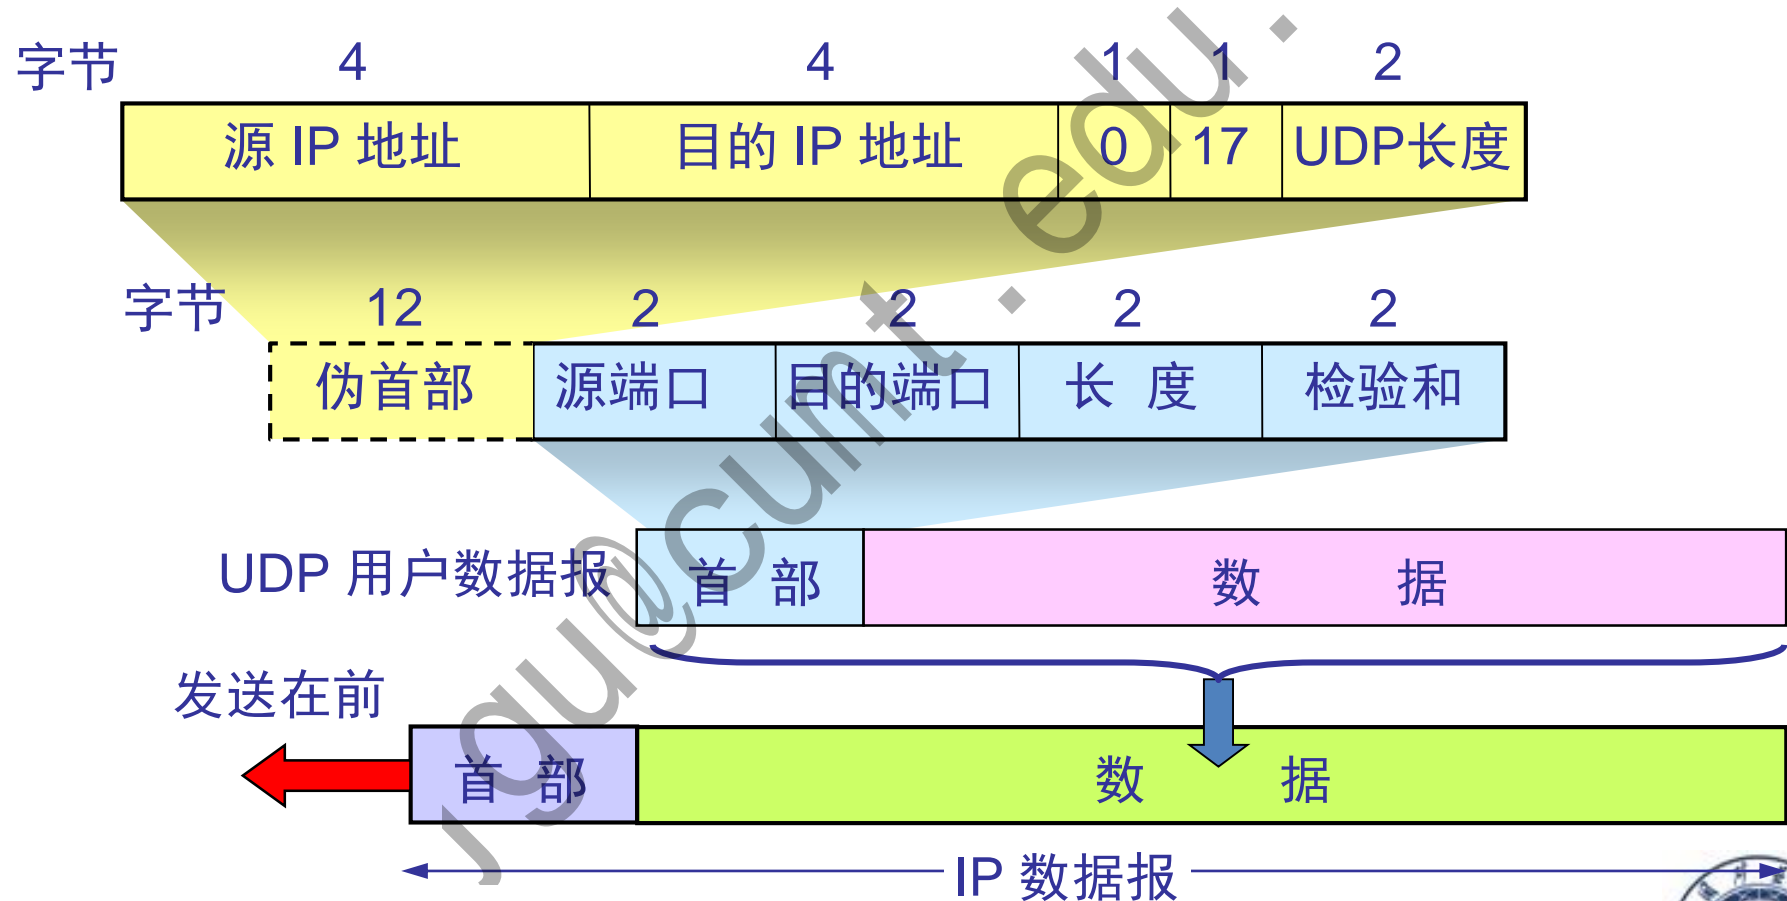 字节 4 4 1 1 2
源 IP 地址 目的 IP 地址 0 17 UDP长度
字节 12 2 2 2 2
伪首部 源端口 目的端口 长 度 检验和
UDP 用户数据报 首 部 数 据
发送在前
首 部 数 据
IP 数据报
gu@cumt.edu.